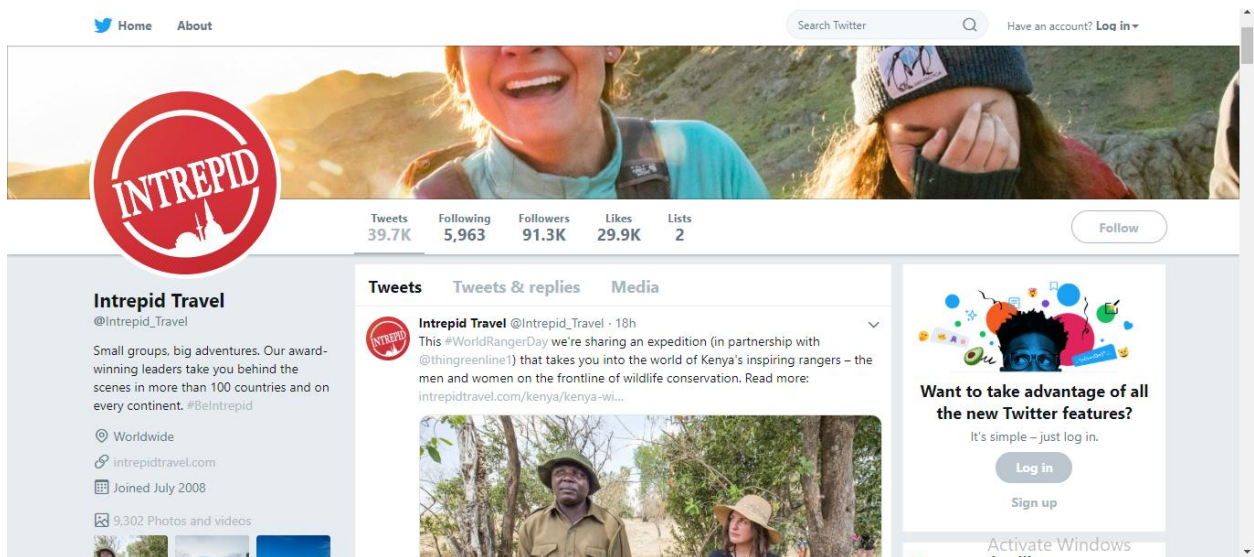 Home About
Search Twitter
Have an account? Log in
INTREPID
Tweets Following Followers Likes Lists
39.7K 5,963 91.3K 29.9K 2
Follow
Intrepid Travel
@Intrepid_Travel
Small groups, big adventures. Our award-
winning leaders take you behind the
scenes in more than 100 countries and on
every continent. #BeIntrepid
Worldwide
intrepidtravel.com
Joined July 2008
9,302 Photos and videos
Tweets Tweets & replies Media
INTREPID
Intrepid Travel @Intrepid_Travel · 18h
This #WorldRangerDay we're sharing an expedition (in partnership with
@thingreenline1) that takes you into the world of Kenya's inspiring rangers – the
men and women on the frontline of wildlife conservation. Read more:
intrepidtravel.com/kenya/kenya-wi...
Want to take advantage of all
the new Twitter features?
It's simple – just log in.
Log in
Sign up
Activate Windows